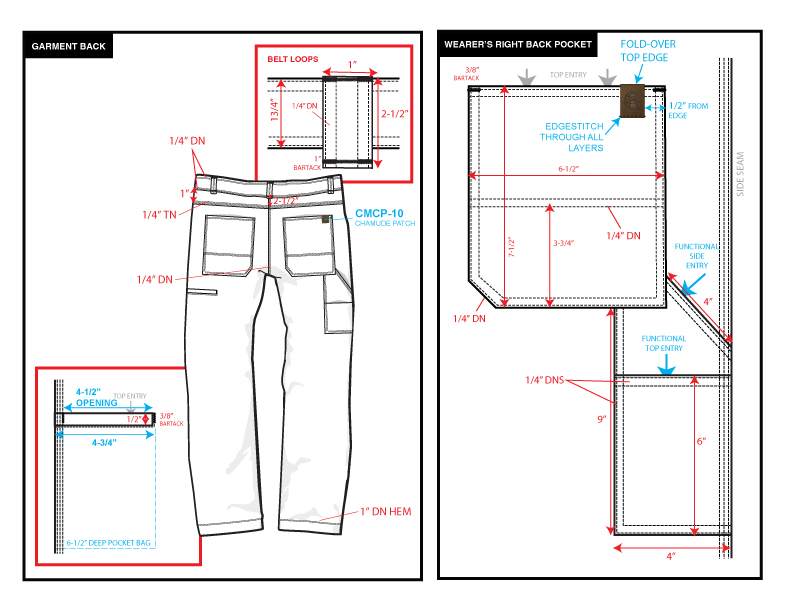 GARMENT BACK
BELT LOOPS
1"
13/4"
1/4" DN
2-1/2"
1"
BARTACK
1/4" DN
1"
1/4" TN
2-1/2"
CMCP-10
CHAMUDE PATCH
1/4" DN
4-1/2"
OPENING
TOP ENTRY
1/2"
3/8"
BARTACK
4-3/4"
6-1/2" DEEP POCKET BAG
1" DN HEM
WEARER'S RIGHT BACK POCKET
FOLD-OVER
TOP EDGE
3/8"
BARTACK
TOP ENTRY
1/2" FROM
EDGE
EDGESTITCH
THROUGH ALL
LAYERS
6-1/2"
SIDE SEAM
7-1/2"
3-3/4"
1/4" DN
FUNCTIONAL
SIDE
ENTRY
4"
1/4" DN
FUNCTIONAL
TOP ENTRY
1/4" DNS
9"
6"
4"